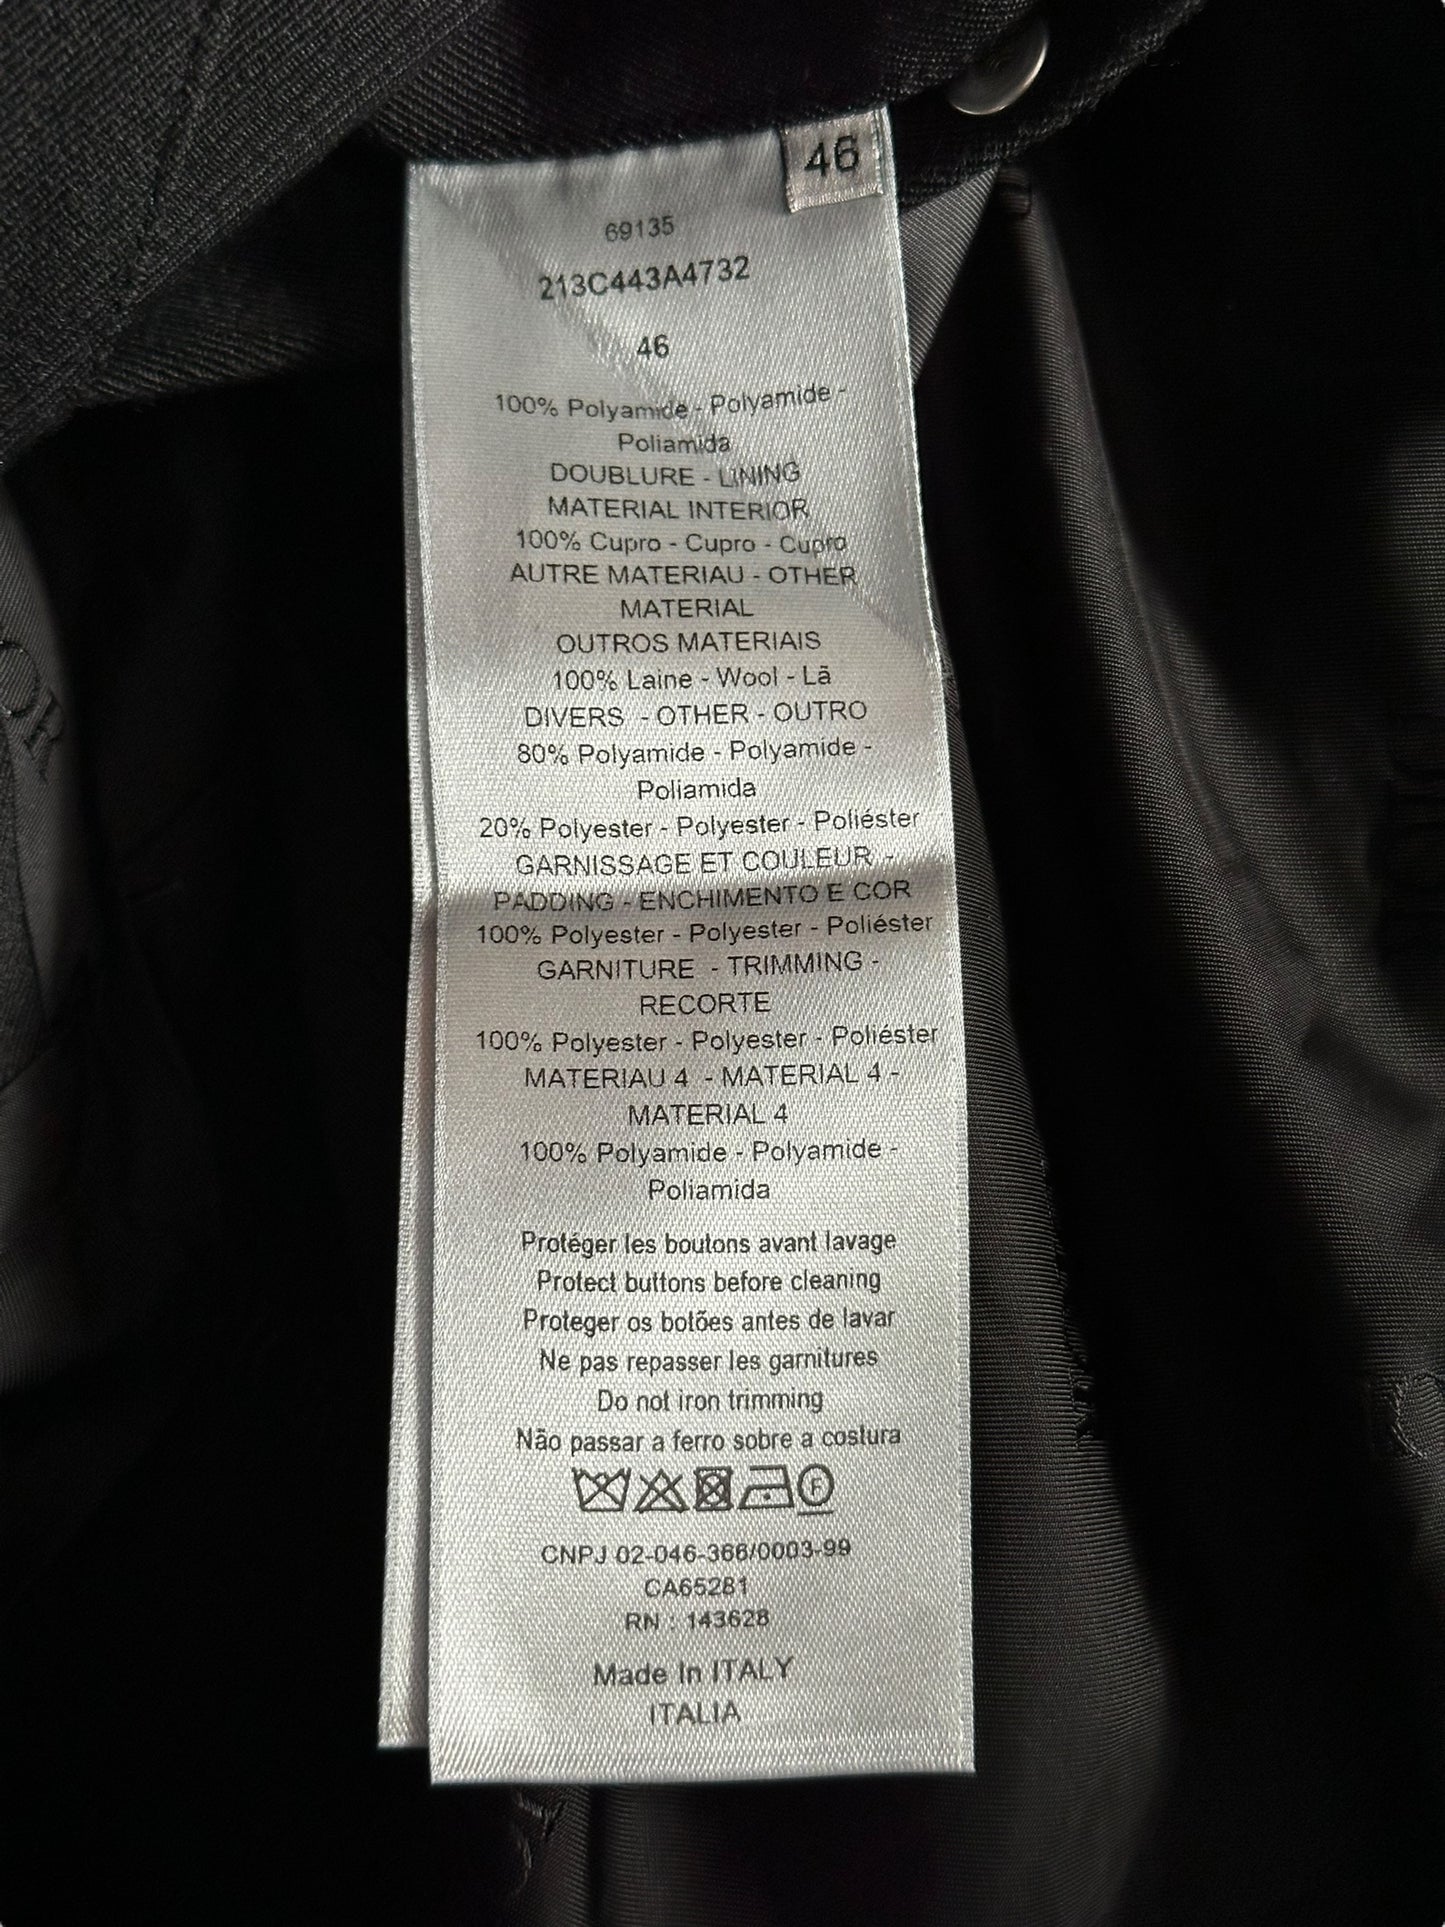 46
69135
213C443A4732
46
100% Polyamide - Polyamide -
Poliamida
DOUBLURE - LINING
MATERIAL INTERIOR
100% Cupro - Cupro - Cupro
AUTRE MATERIAU - OTHER
MATERIAL
OUTROS MATERIAIS
100% Laine - Wool - Lã
DIVERS - OTHER - OUTRO
80% Polyamide - Polyamide -
Poliamida
20% Polyester - Polyester - Poliéster
GARNISSAGE ET COULEUR -
PADDING - ENCHIMENTO E COR
100% Polyester - Polyester - Poliéster
GARNITURE - TRIMMING -
RECORTE
100% Polyester - Polyester - Poliéster
MATERIAU 4 - MATERIAL 4 -
MATERIAL 4
100% Polyamide - Polyamide -
Poliamida
Protéger les boutons avant lavage
Protect buttons before cleaning
Proteger os botões antes de lavar
Ne pas repasser les garnitures
Do not iron trimming
Não passar a ferro sobre a costura
F
CNPJ 02-046-366/0003-99
CA65281
RN : 143628
Made In ITALY
ITALIA